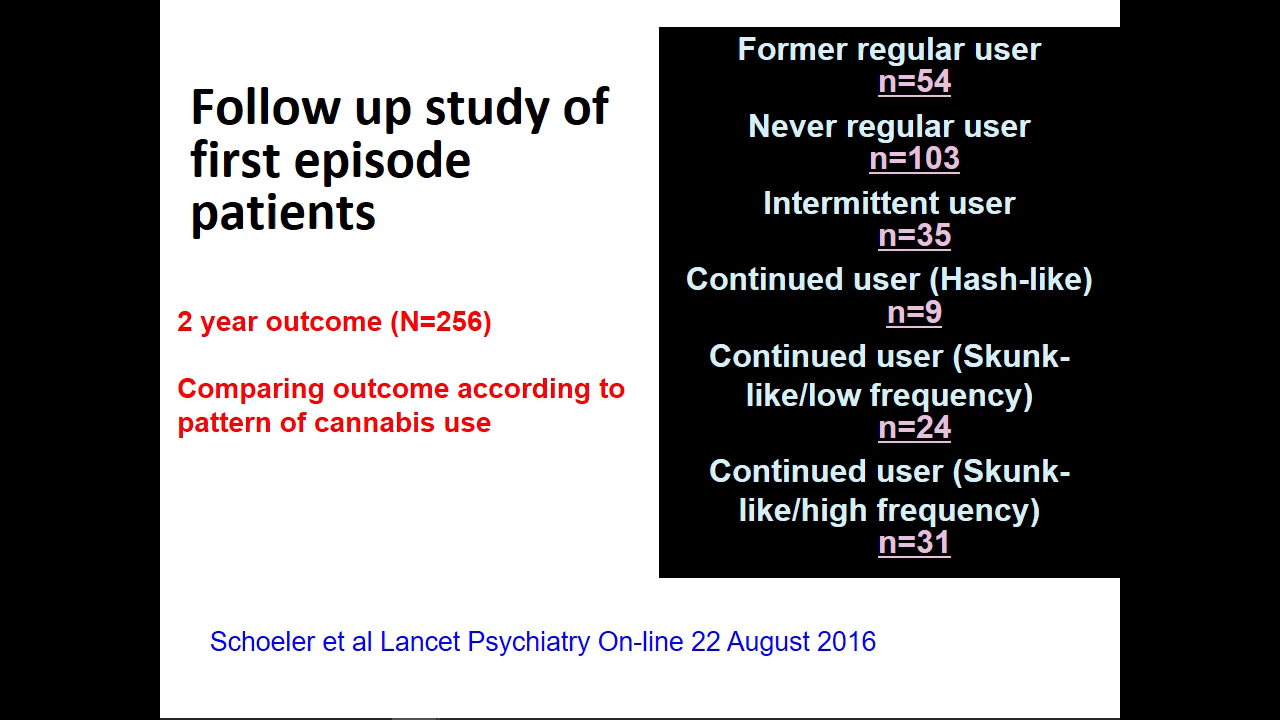 Follow up study of
first episode
patients
2 year outcome (N=256)
Comparing outcome according to
pattern of cannabis use
Former regular user
n=54
Never regular user
n=103
Intermittent user
n=35
Continued user (Hash-like)
n=9
Continued user (Skunk-
like/low frequency)
n=24
Continued user (Skunk-
like/high frequency)
n=31
Schoeler et al Lancet Psychiatry On-line 22 August 2016